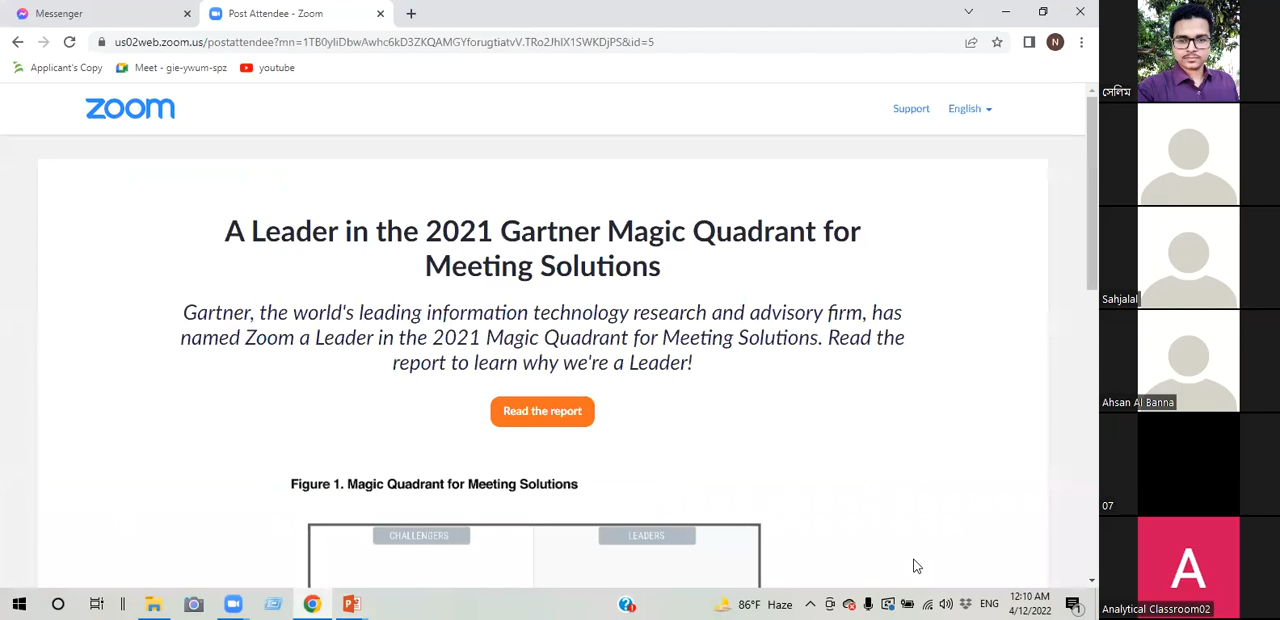 Messenger
Post Attendee - Zoom
us02web.zoom.us/postattendee?mn=1TB0yIiDbwAwhc6kD3ZKQAMGYforugtiatvV.TRo2JhIX1SWKDjPS&id=5
N
Applicant's Copy
Meet - gie-ywum-spz
youtube
zoom
Support
English
A Leader in the 2021 Gartner Magic Quadrant for
Meeting Solutions
Gartner, the world's leading information technology research and advisory firm, has
named Zoom a Leader in the 2021 Magic Quadrant for Meeting Solutions. Read the
report to learn why we're a Leader!
Read the report
Figure 1. Magic Quadrant for Meeting Solutions
CHALLENGERS
LEADERS
86°F Haze
ENG
12:10 AM
4/12/2022
1
সেলিম
Sahjalal
Ahsan Al Banna
07
A
Analytical Classroom02